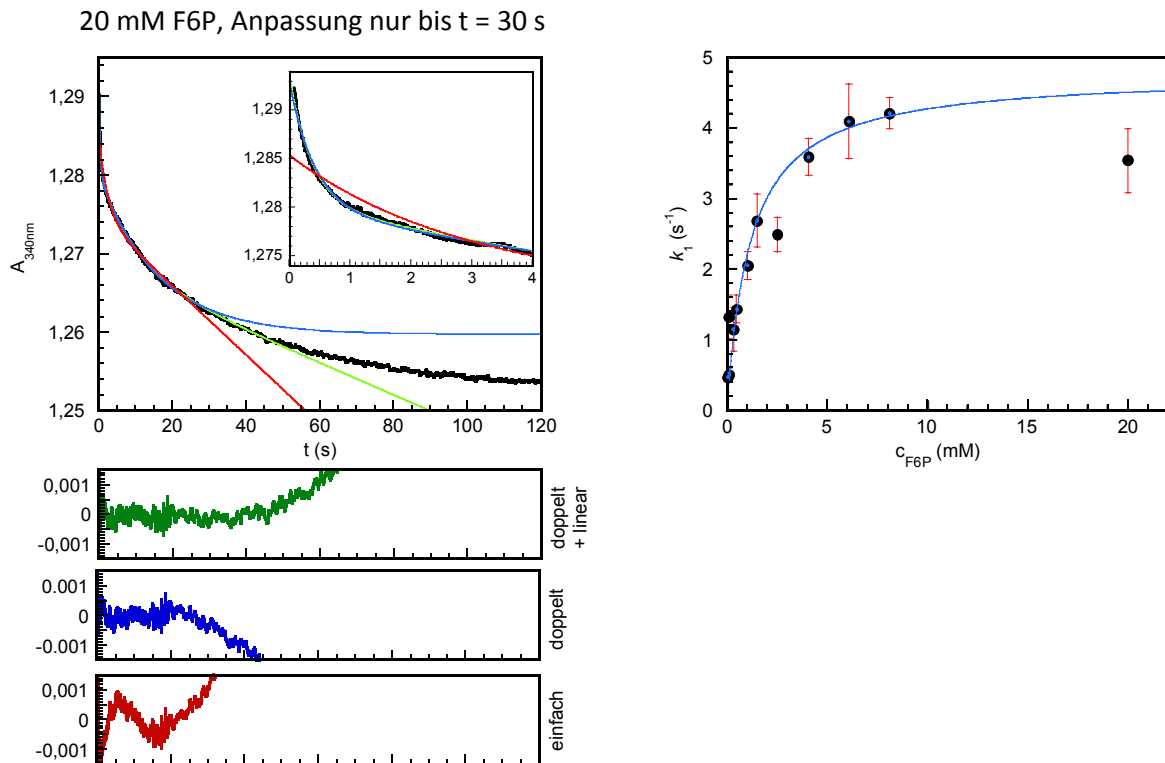 20 mM F6P, Anpassung nur bis t = 30 s
1,29
1,28
1,27
1,26
1,25
A340nm
0 20 40 60 80 100 120
t (s)
1,29
1,285
1,28
1,275
0 1 2 3 4
0,001
0
-0,001
doppelt
+ linear
0.001
0
-0.001
doppelt
0,001
0
-0,001
einfach
5
4
3
2
1
0
k1 (s-1)
0 5 10 15 20
cF6P (mM)